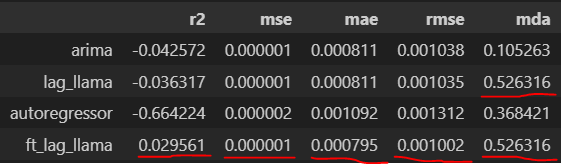 r2 mse mae rmse mda
arima -0.042572 0.000001 0.000811 0.001038 0.105263
lag_llama -0.036317 0.000001 0.000811 0.001035 0.526316
autoregressor -0.664224 0.000002 0.001092 0.001312 0.368421
ft_lag_llama 0.029561 0.000001 0.000795 0.001002 0.526316